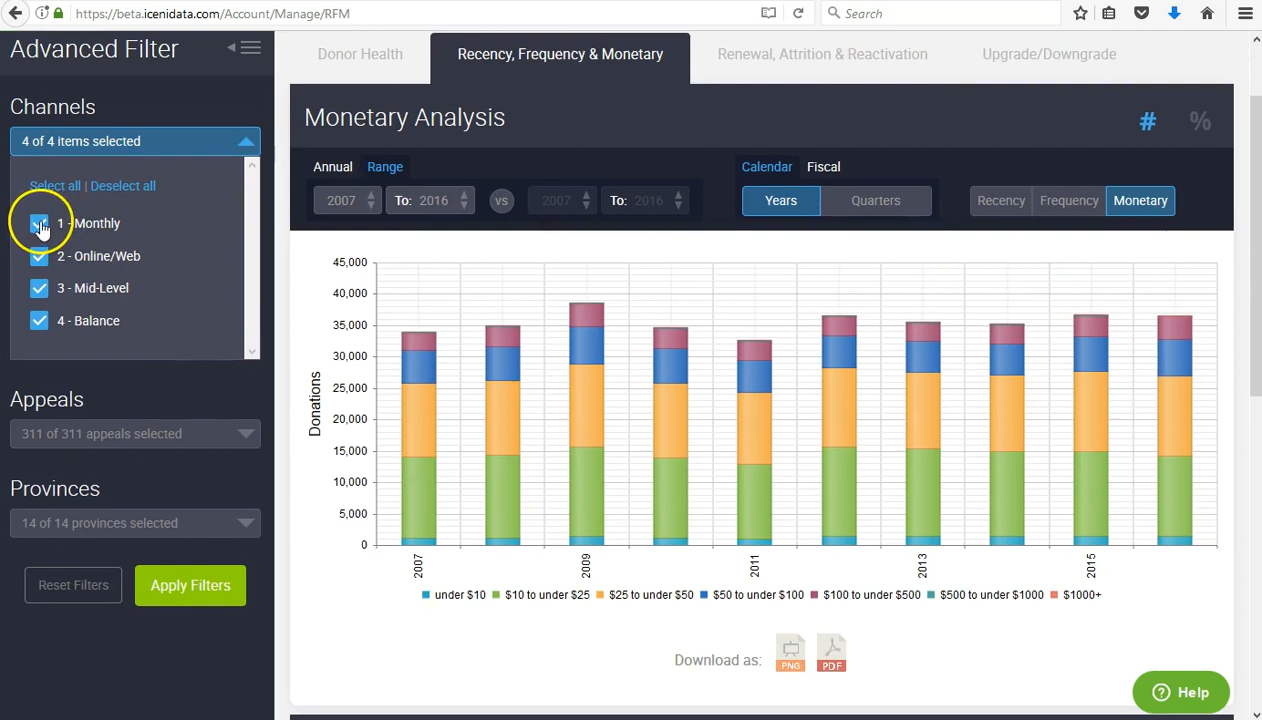 https://beta.icenidata.com/Account/Manage/RFM
Search
Advanced Filter
Channels
4 of 4 items selected
Select all | Deselect all
1 - Monthly
2 - Online/Web
3 - Mid-Level
4 - Balance
Appeals
311 of 311 appeals selected
Provinces
14 of 14 provinces selected
Reset Filters
Apply Filters
Donor Health
Recency, Frequency & Monetary
Renewal, Attrition & Reactivation
Upgrade/Downgrade
Monetary Analysis
# %
Annual Range
2007 To: 2016 vs 2007 To: 2016
Calendar Fiscal
Years Quarters
Recency Frequency Monetary
Donations
45,000
40,000
35,000
30,000
25,000
20,000
15,000
10,000
5,000
0
2007 2009 2011 2013 2015
under $10 $10 to under $25 $25 to under $50 $50 to under $100 $100 to under $500 $500 to under $1000 $1000+
Download as: PNG PDF
Help